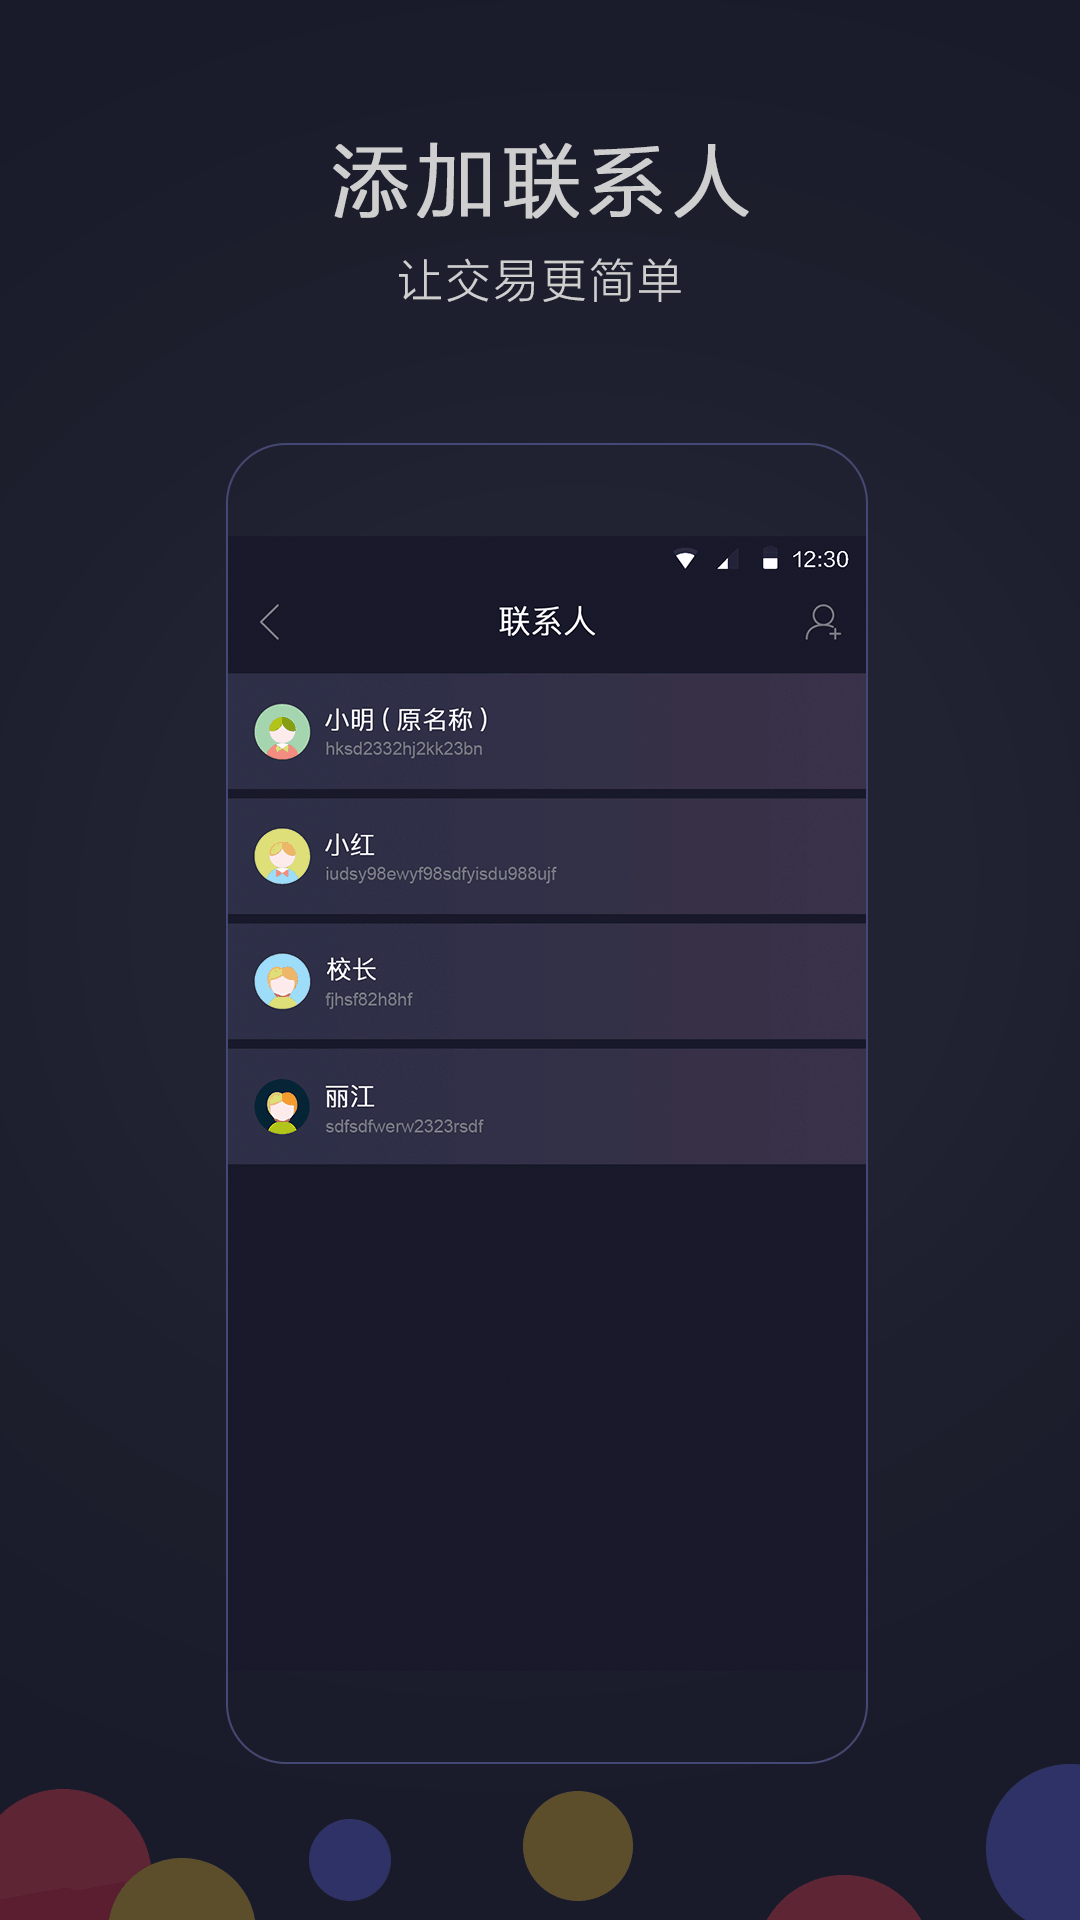 添加联系人
让交易更简单
12:30
联系人
小明(原名称)
hksd2332hj2kk23bn
小红
iudsy98ewyf98sdfyisdu988ujf
校长
fjhsf82h8hf
丽江
sdfsdfwerw2323rsdf